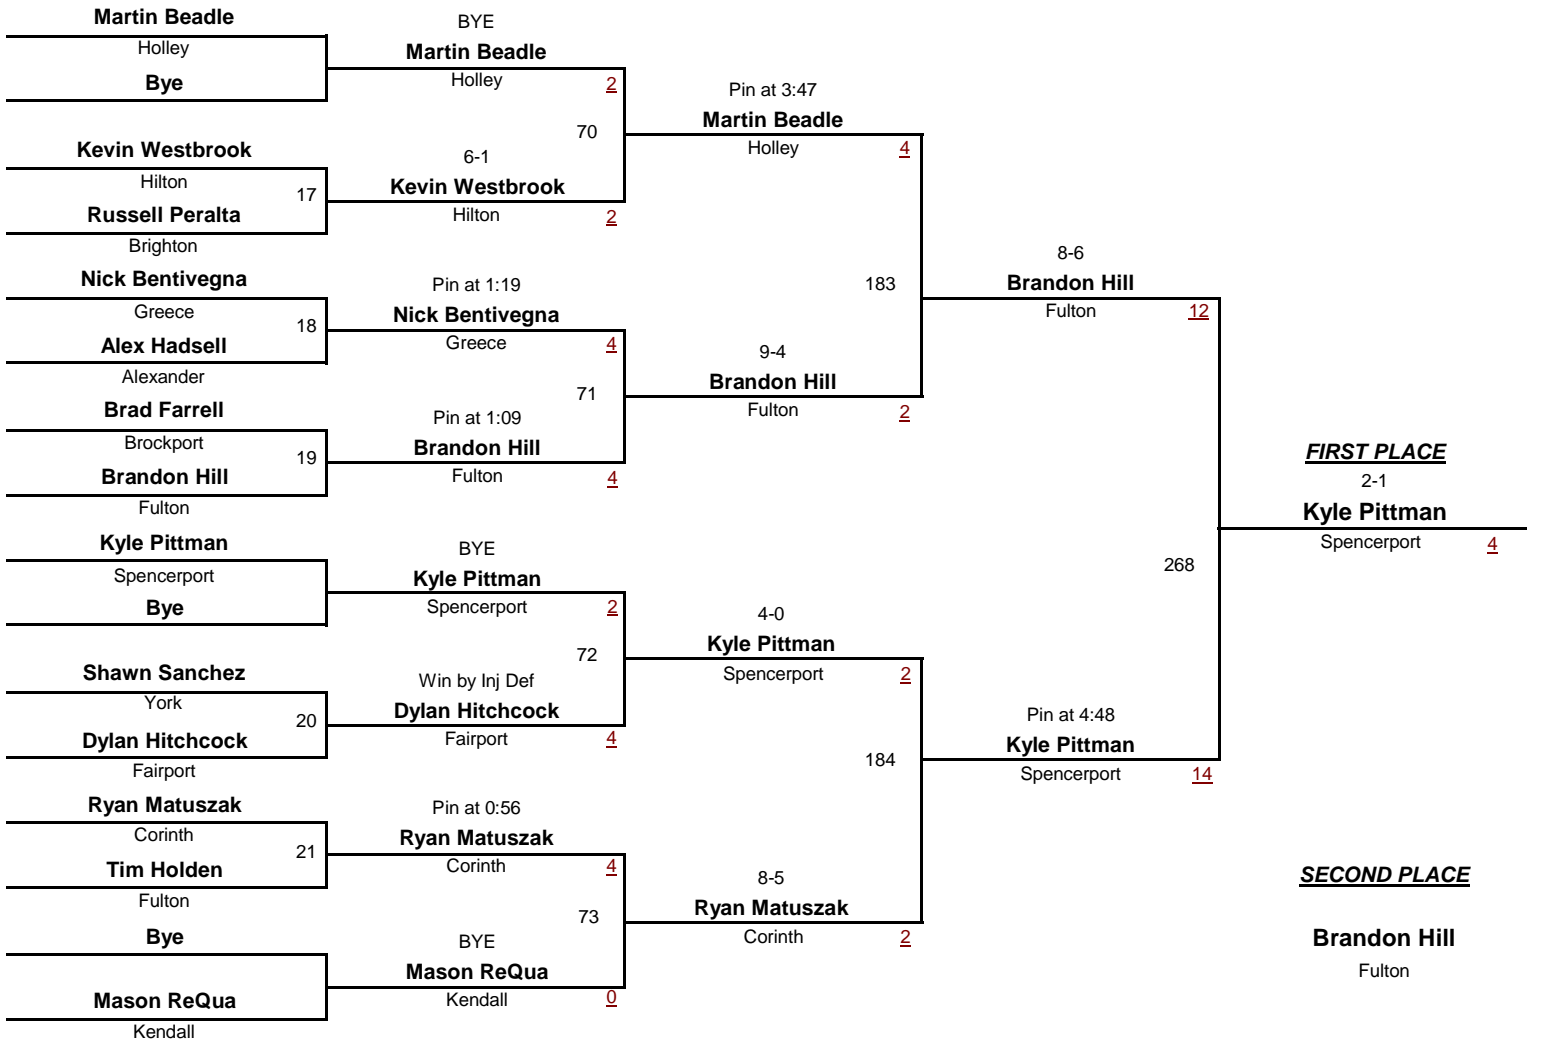 Martin Beadle
Holley
Bye
Kevin Westbrook
Hilton
17
Russell Peralta
Brighton
Nick Bentivegna
Greece
18
Alex Hadsell
Alexander
Brad Farrell
Brockport
19
Brandon Hill
Fulton
Kyle Pittman
Spencerport
Bye
Shawn Sanchez
York
20
Dylan Hitchcock
Fairport
Ryan Matuszak
Corinth
21
Tim Holden
Fulton
Bye
Mason ReQua
Kendall
BYE
Martin Beadle
Holley
2
70
6-1
Kevin Westbrook
Hilton
2
Pin at 1:19
Nick Bentivegna
Greece
4
71
Pin at 1:09
Brandon Hill
Fulton
4
BYE
Kyle Pittman
Spencerport
2
72
Win by Inj Def
Dylan Hitchcock
Fairport
4
Pin at 0:56
Ryan Matuszak
Corinth
4
73
BYE
Mason ReQua
Kendall
0
Pin at 3:47
Martin Beadle
Holley
4
183
9-4
Brandon Hill
Fulton
2
4-0
Kyle Pittman
Spencerport
2
184
8-5
Ryan Matuszak
Corinth
2
8-6
Brandon Hill
Fulton
12
268
Pin at 4:48
Kyle Pittman
Spencerport
14
FIRST PLACE
2-1
Kyle Pittman
Spencerport
4
SECOND PLACE
Brandon Hill
Fulton